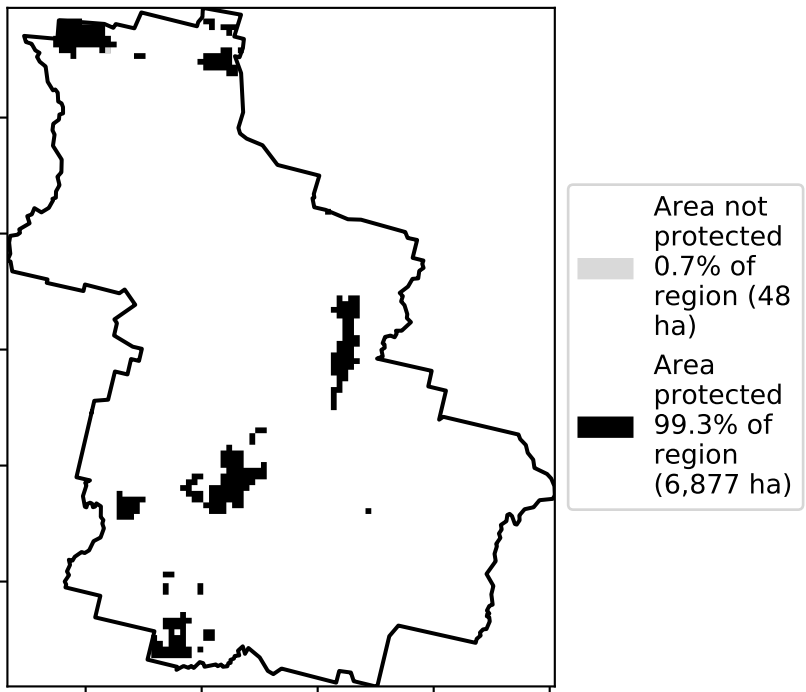 Area not
protected
0.7% of
region (48
ha)
Area
protected
99.3% of
region
(6,877 ha)